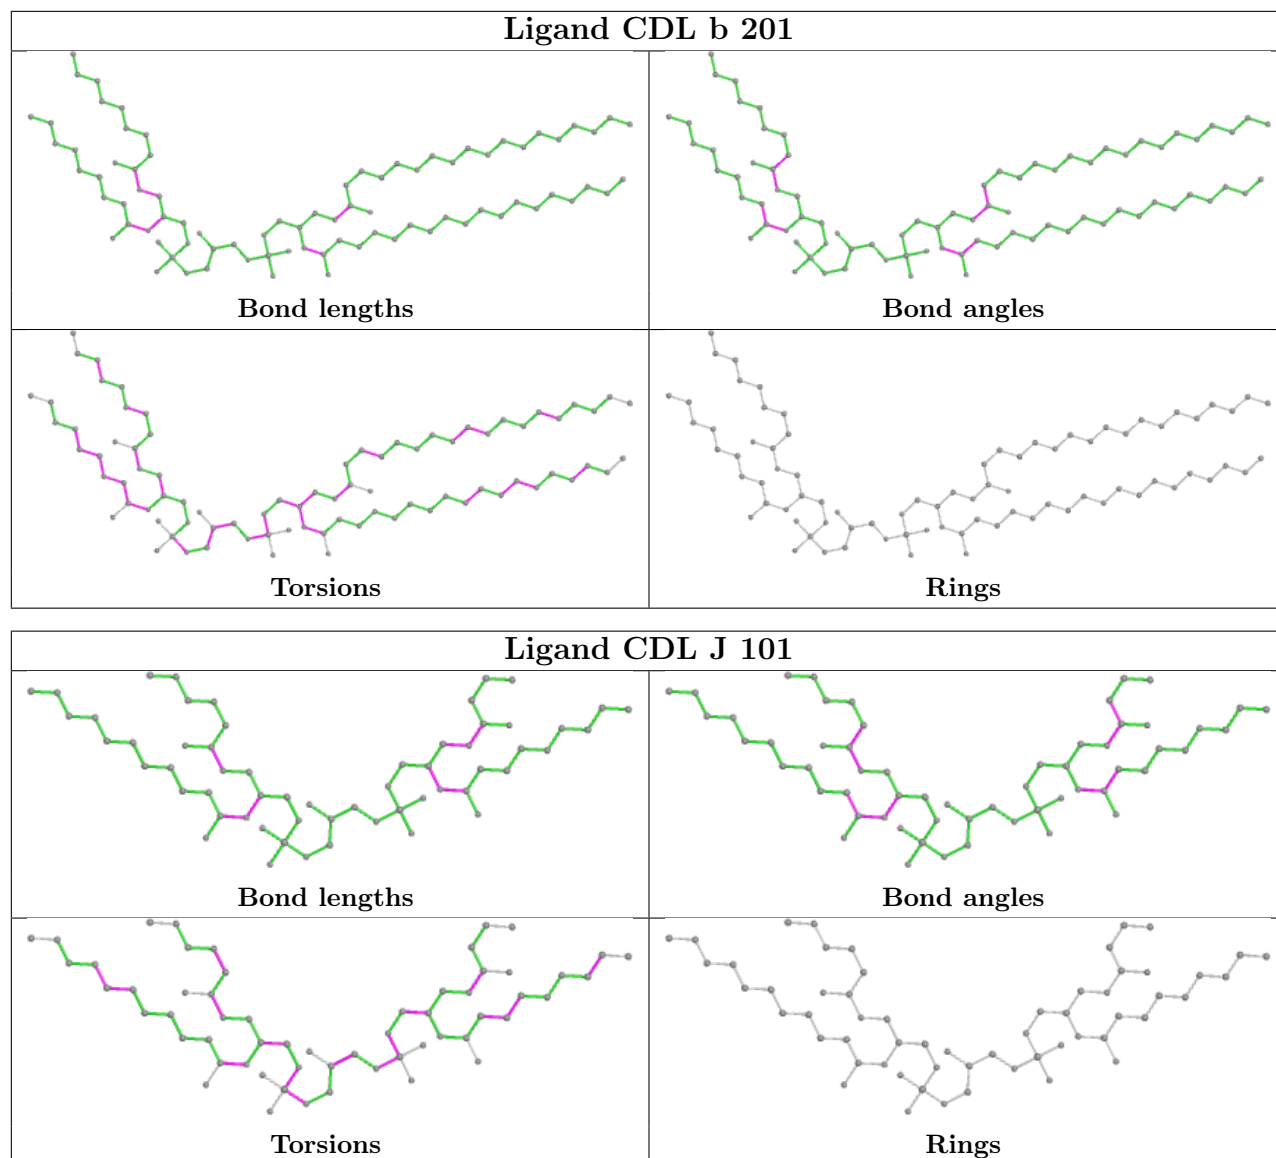 Ligand CDL b 201
Bond lengths
Bond angles
Torsions
Rings
Ligand CDL J 101
Bond lengths
Bond angles
Torsions
Rings